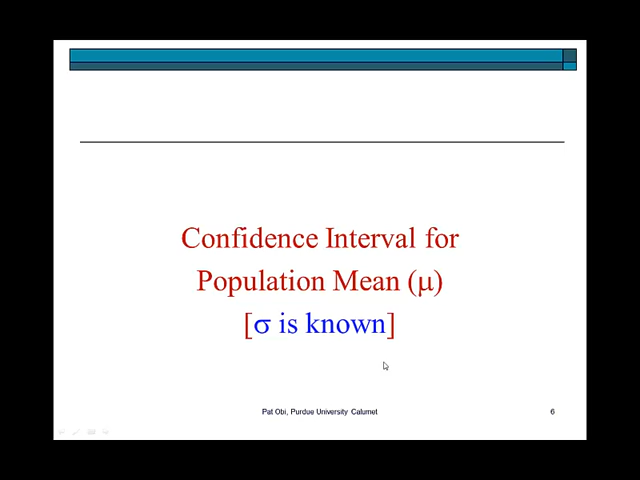 Confidence Interval for
Population Mean (μ)
[σ is known]
Pat Obi, Purdue University Calumet
6